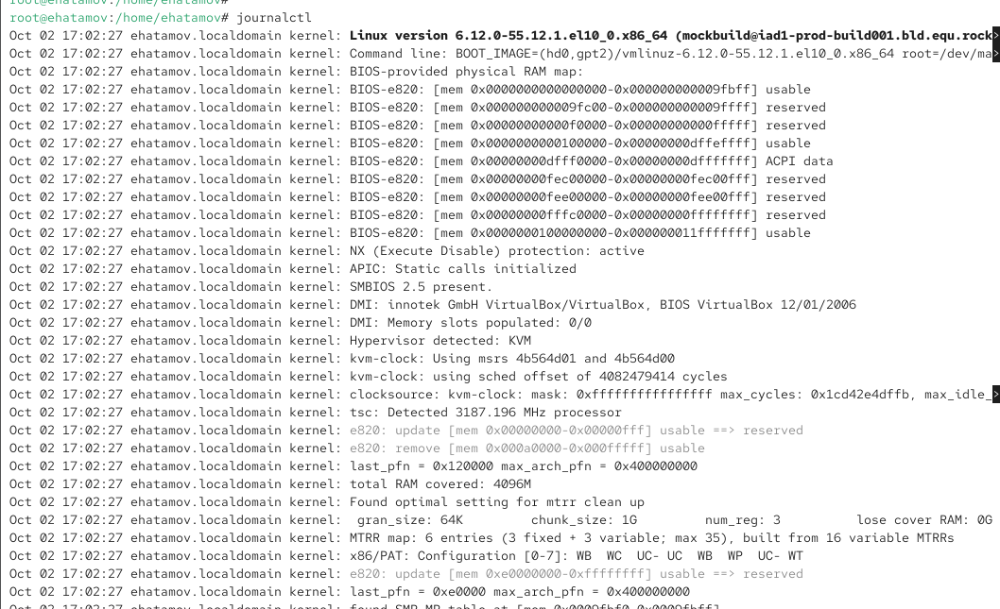 root@ehatamov:/home/ehatamov#
root@ehatamov:/home/ehatamov# journalctl
Oct 02 17:02:27 ehatamov.localdomain kernel: Linux version 6.12.0-55.12.1.el10_0.x86_64 (mockbuild@iad1-prod-build001.bld.equ.rock>
Oct 02 17:02:27 ehatamov.localdomain kernel: Command line: BOOT_IMAGE=(hd0,gpt2)/vmlinuz-6.12.0-55.12.1.el10_0.x86_64 root=/dev/ma>
Oct 02 17:02:27 ehatamov.localdomain kernel: BIOS-provided physical RAM map:
Oct 02 17:02:27 ehatamov.localdomain kernel: BIOS-e820: [mem 0x0000000000000000-0x000000000009fbff] usable
Oct 02 17:02:27 ehatamov.localdomain kernel: BIOS-e820: [mem 0x000000000009fc00-0x000000000009ffff] reserved
Oct 02 17:02:27 ehatamov.localdomain kernel: BIOS-e820: [mem 0x00000000000f0000-0x00000000000fffff] reserved
Oct 02 17:02:27 ehatamov.localdomain kernel: BIOS-e820: [mem 0x0000000000100000-0x00000000dffeffff] usable
Oct 02 17:02:27 ehatamov.localdomain kernel: BIOS-e820: [mem 0x00000000dfff0000-0x00000000dfffffff] ACPI data
Oct 02 17:02:27 ehatamov.localdomain kernel: BIOS-e820: [mem 0x00000000fec00000-0x00000000fec00fff] reserved
Oct 02 17:02:27 ehatamov.localdomain kernel: BIOS-e820: [mem 0x00000000fee00000-0x00000000fee00fff] reserved
Oct 02 17:02:27 ehatamov.localdomain kernel: BIOS-e820: [mem 0x00000000fffc0000-0x00000000ffffffff] reserved
Oct 02 17:02:27 ehatamov.localdomain kernel: BIOS-e820: [mem 0x0000000100000000-0x000000011fffffff] usable
Oct 02 17:02:27 ehatamov.localdomain kernel: NX (Execute Disable) protection: active
Oct 02 17:02:27 ehatamov.localdomain kernel: APIC: Static calls initialized
Oct 02 17:02:27 ehatamov.localdomain kernel: SMBIOS 2.5 present.
Oct 02 17:02:27 ehatamov.localdomain kernel: DMI: innotek GmbH VirtualBox/VirtualBox, BIOS VirtualBox 12/01/2006
Oct 02 17:02:27 ehatamov.localdomain kernel: DMI: Memory slots populated: 0/0
Oct 02 17:02:27 ehatamov.localdomain kernel: Hypervisor detected: KVM
Oct 02 17:02:27 ehatamov.localdomain kernel: kvm-clock: Using msrs 4b564d01 and 4b564d00
Oct 02 17:02:27 ehatamov.localdomain kernel: kvm-clock: using sched offset of 4082479414 cycles
Oct 02 17:02:27 ehatamov.localdomain kernel: clocksource: kvm-clock: mask: 0xffffffffffffffff max_cycles: 0x1cd42e4dffb, max_idle_>
Oct 02 17:02:27 ehatamov.localdomain kernel: tsc: Detected 3187.196 MHz processor
Oct 02 17:02:27 ehatamov.localdomain kernel: e820: update [mem 0x00000000-0x00000fff] usable ==> reserved
Oct 02 17:02:27 ehatamov.localdomain kernel: e820: remove [mem 0x000a0000-0x000fffff] usable
Oct 02 17:02:27 ehatamov.localdomain kernel: last_pfn = 0x120000 max_arch_pfn = 0x400000000
Oct 02 17:02:27 ehatamov.localdomain kernel: total RAM covered: 4096M
Oct 02 17:02:27 ehatamov.localdomain kernel: Found optimal setting for mtrr clean up
Oct 02 17:02:27 ehatamov.localdomain kernel:  gran_size: 64K         chunk_size: 1G         num_reg: 3          lose cover RAM: 0G
Oct 02 17:02:27 ehatamov.localdomain kernel: MTRR map: 6 entries (3 fixed + 3 variable; max 35), built from 16 variable MTRRs
Oct 02 17:02:27 ehatamov.localdomain kernel: x86/PAT: Configuration [0-7]: WB  WC  UC- UC  WB  WP  UC- WT
Oct 02 17:02:27 ehatamov.localdomain kernel: e820: update [mem 0xe0000000-0xffffffff] usable ==> reserved
Oct 02 17:02:27 ehatamov.localdomain kernel: last_pfn = 0xe0000 max_arch_pfn = 0x400000000
Oct 02 17:02:27 ehatamov.localdomain kernel: found SMP MP-table at [mem 0x0009fbf0-0x0009fbff]